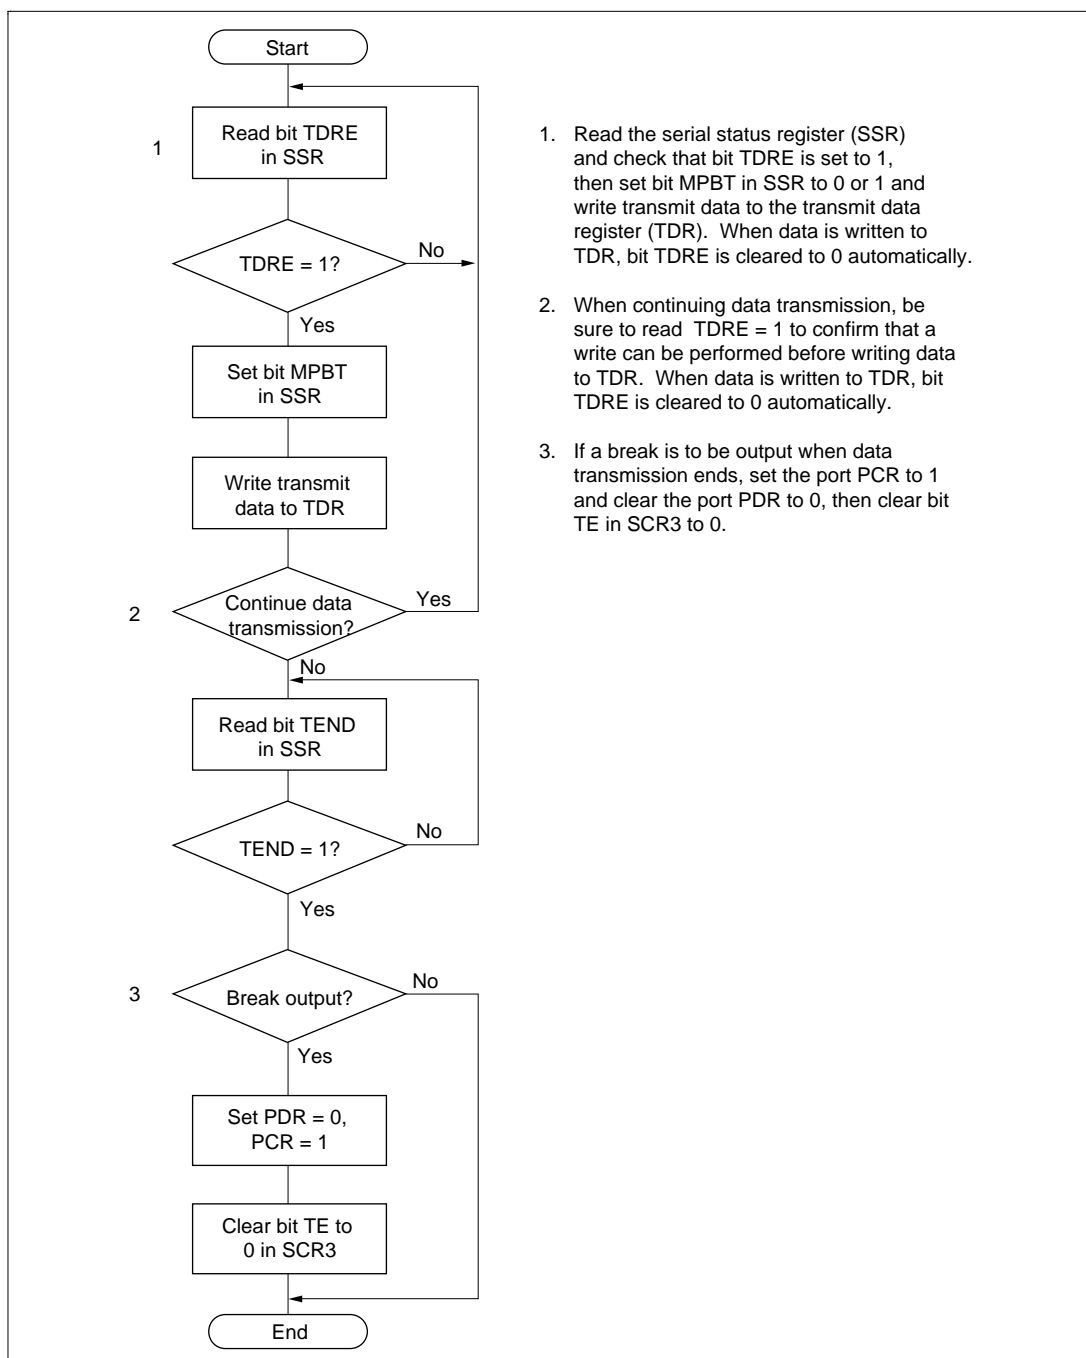 Start
1
Read bit TDRE
in SSR
TDRE = 1?
No
Yes
Set bit MPBT
in SSR
Write transmit
data to TDR
2
Continue data
transmission?
Yes
No
Read bit TEND
in SSR
TEND = 1?
No
Yes
3
Break output?
No
Yes
Set PDR = 0,
PCR = 1
Clear bit TE to
0 in SCR3
End
1. Read the serial status register (SSR)
and check that bit TDRE is set to 1,
then set bit MPBT in SSR to 0 or 1 and
write transmit data to the transmit data
register (TDR). When data is written to
TDR, bit TDRE is cleared to 0 automatically.
2. When continuing data transmission, be
sure to read TDRE = 1 to confirm that a
write can be performed before writing data
to TDR. When data is written to TDR, bit
TDRE is cleared to 0 automatically.
3. If a break is to be output when data
transmission ends, set the port PCR to 1
and clear the port PDR to 0, then clear bit
TE in SCR3 to 0.